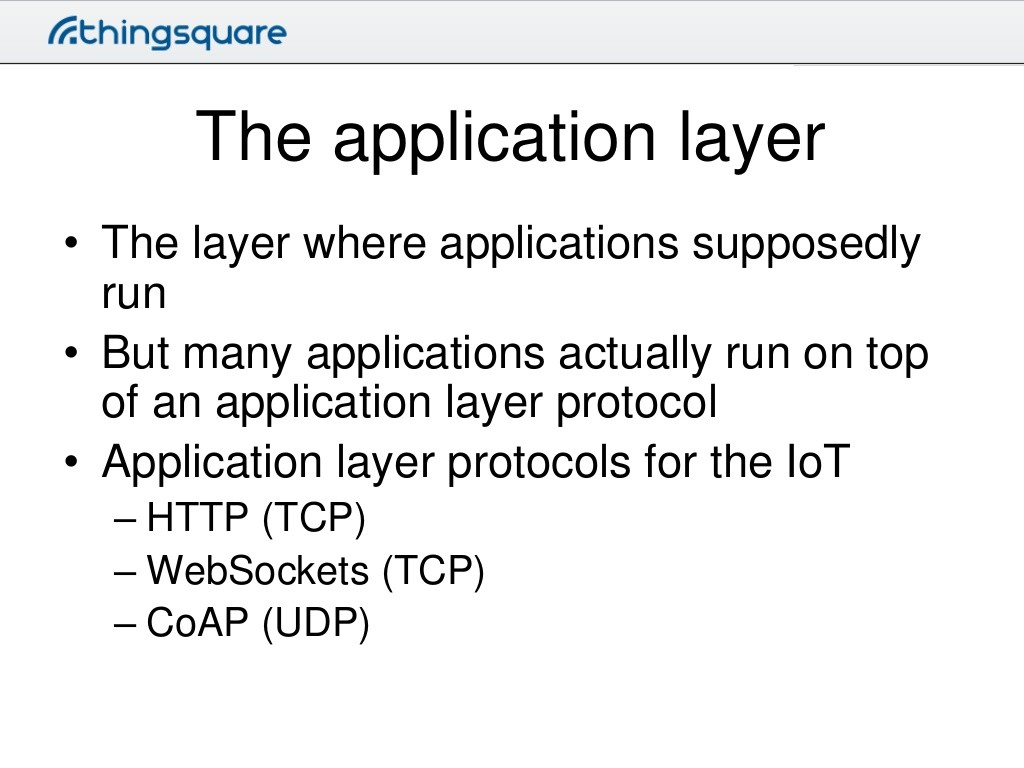 thingsquare
The application layer
• The layer where applications supposedly
run
• But many applications actually run on top
of an application layer protocol
• Application layer protocols for the IoT
– HTTP (TCP)
– WebSockets (TCP)
– CoAP (UDP)